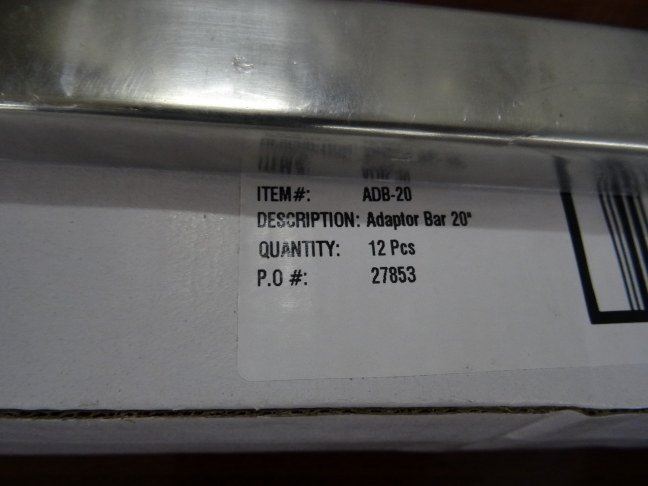 ITEM#: ADB-20
DESCRIPTION: Adaptor Bar 20"
QUANTITY: 12 Pcs
P.O #: 27853